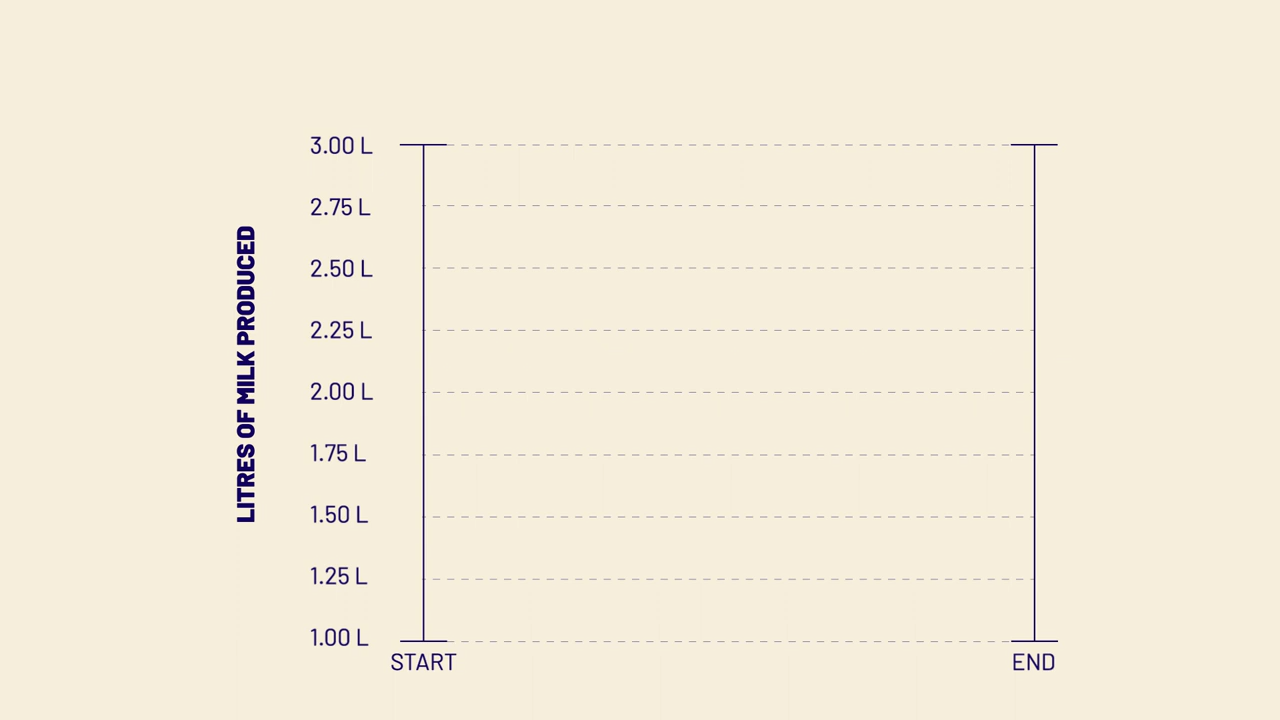 LITRES OF MILK PRODUCED
3.00 L
2.75 L
2.50 L
2.25 L
2.00 L
1.75 L
1.50 L
1.25 L
1.00 L
START
END